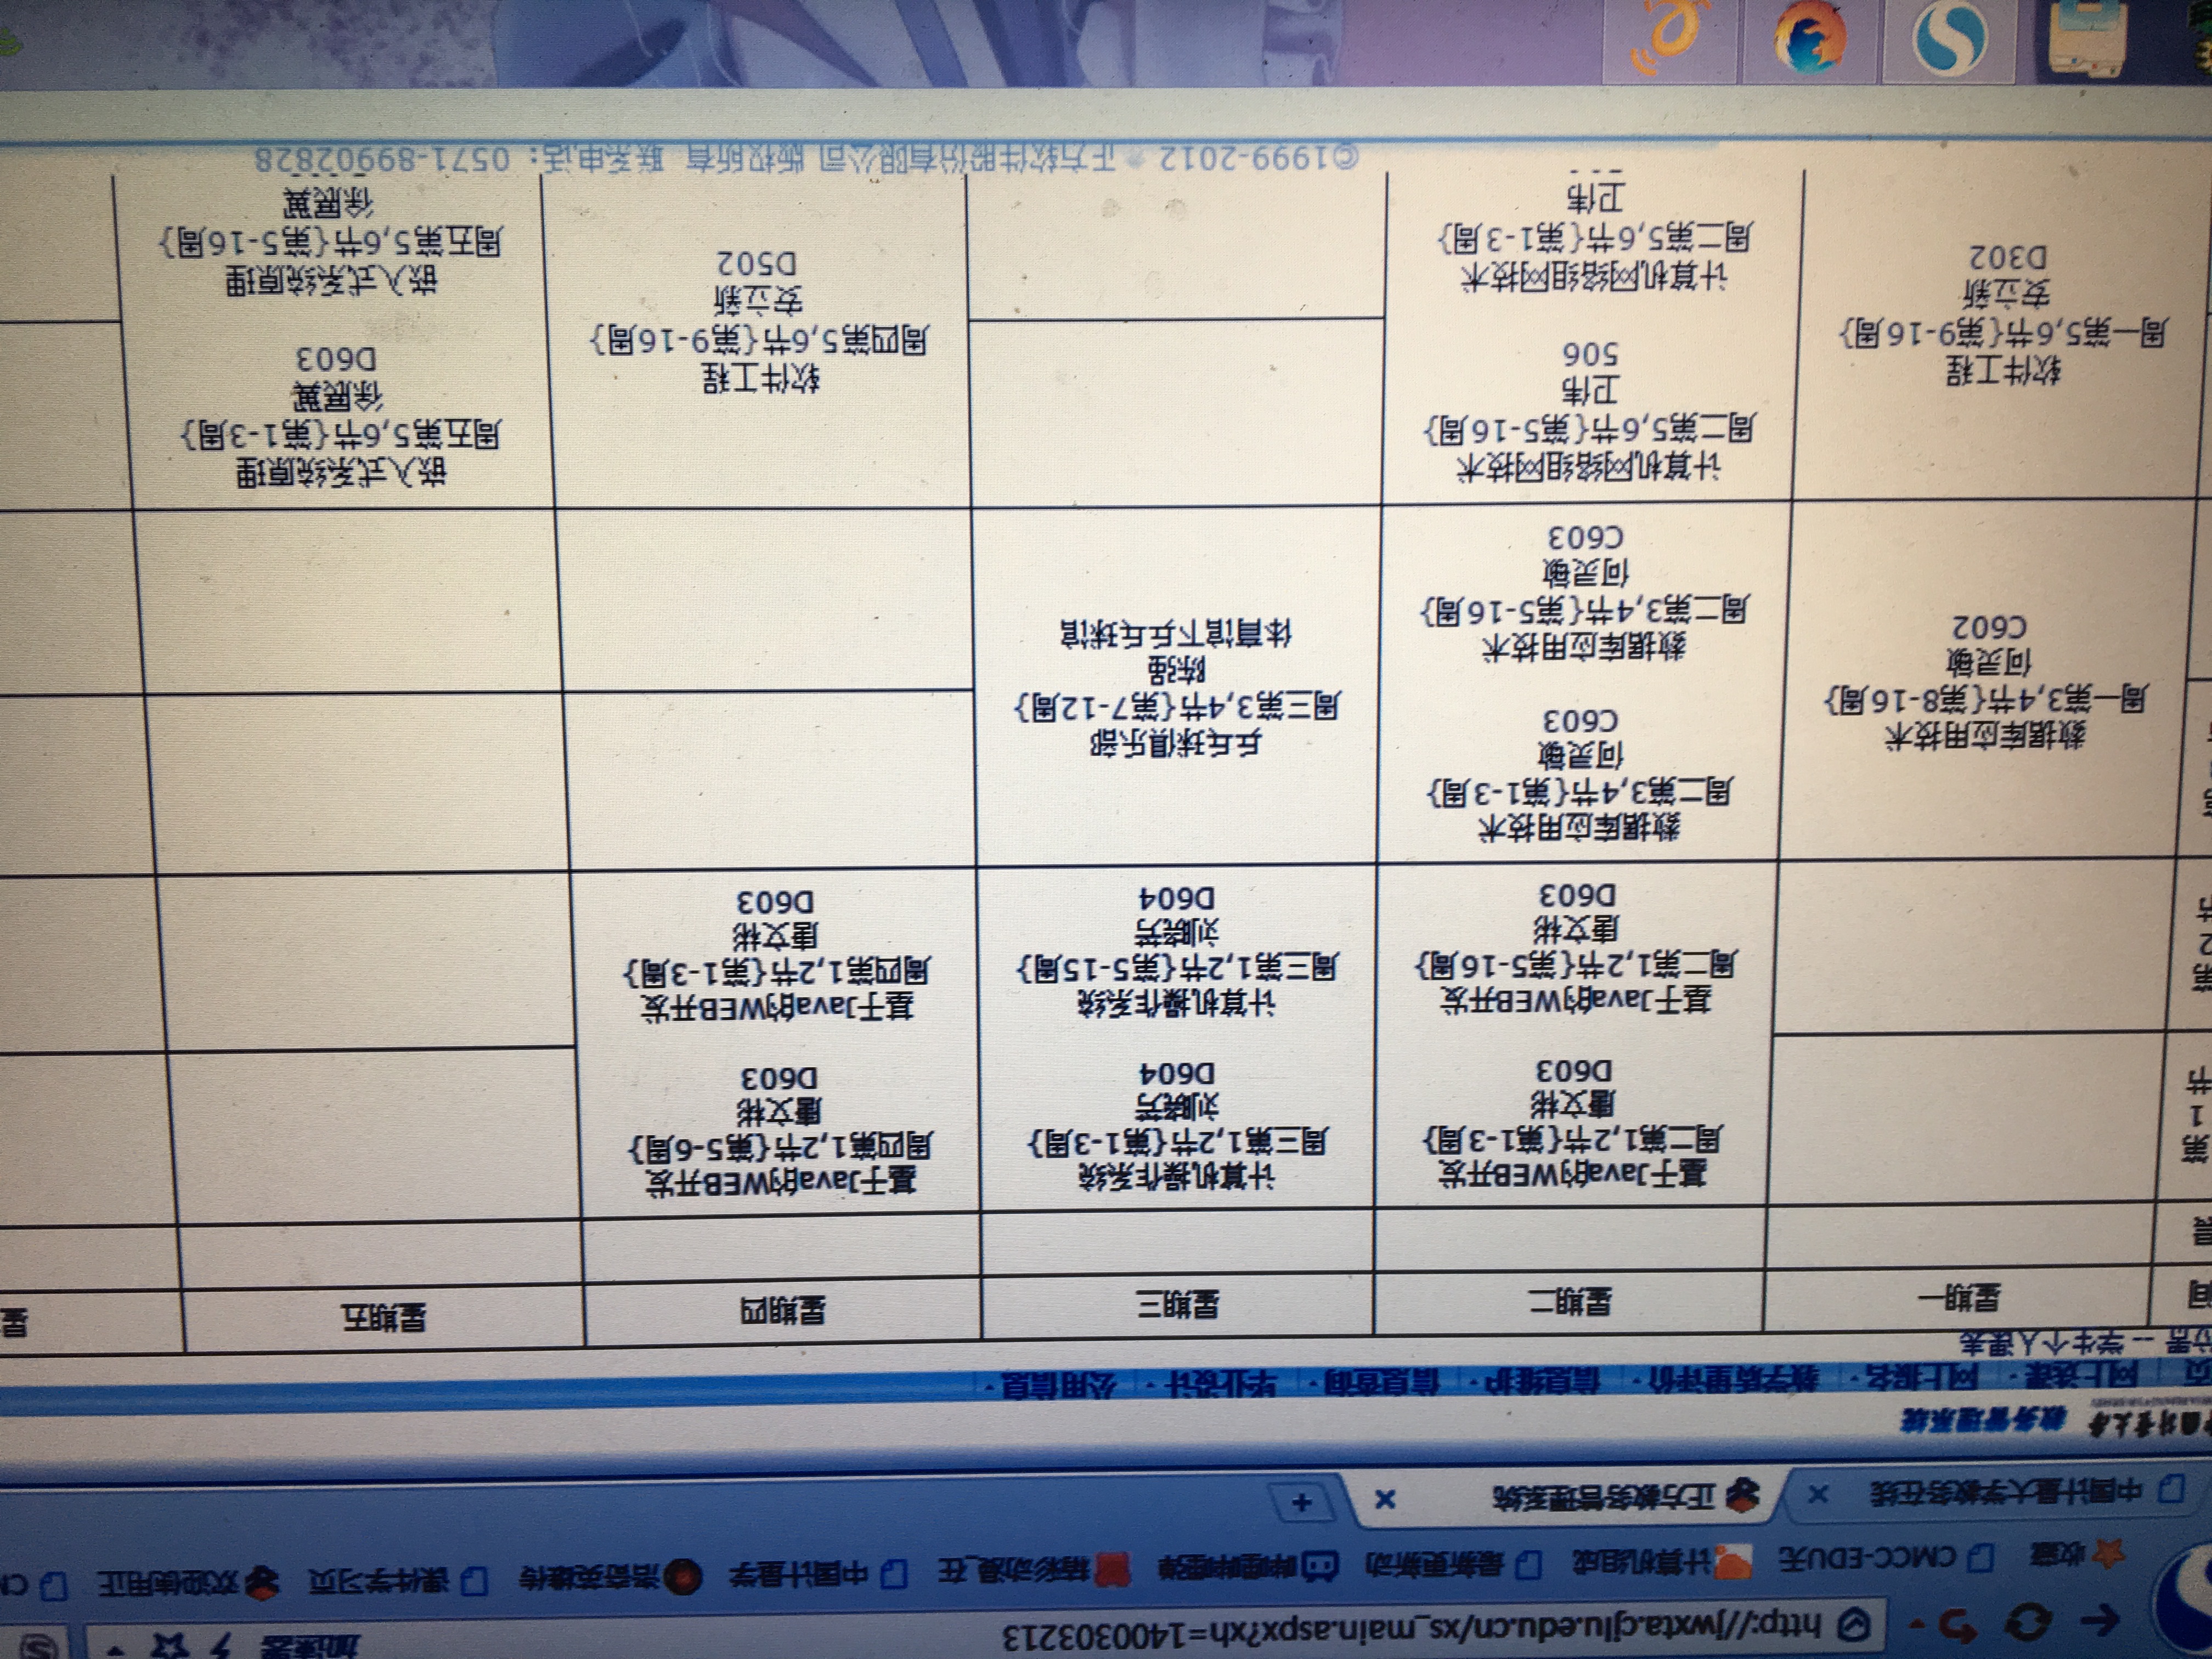 http://jwxta.cjlu.edu.cn/xs_main.aspx?xh=1400303213
加速器
收藏 CMCC-EDU无 计算机组成 最新更新动 哔哩哔哩弹 精彩动漫_在 中国计量学 洛奇英雄传 课件学习页 欢迎使用正
中国计量大学教务在线 正方教务管理系统
中国计量大学 教务管理系统
页 网上选课 网上报名 教学质量评价 信息维护 信息查询 毕业设计 公用信息
位置 -- 学生个人课表
间 星期一 星期二 星期三 星期四 星期五 星
晨
第
1
节
基于Java的WEB开发
周二第1,2节{第1-3周}
唐文彬
D603
基于Java的WEB开发
周二第1,2节{第5-16周}
唐文彬
D603
计算机操作系统
周三第1,2节{第1-3周}
刘晓芳
D604
计算机操作系统
周三第1,2节{第5-15周}
刘晓芳
D604
基于Java的WEB开发
周四第1,2节{第5-6周}
唐文彬
D603
基于Java的WEB开发
周四第1,2节{第1-3周}
唐文彬
D603
第
2
节
数据库应用技术
周一第3,4节{第8-16周}
何灵敏
C602
数据库应用技术
周二第3,4节{第1-3周}
何灵敏
C603
数据库应用技术
周二第3,4节{第5-16周}
何灵敏
C603
乒乓球俱乐部
周三第3,4节{第7-12周}
陈强
体育馆下乒乓球馆
软件工程
周一第5,6节{第9-16周}
安立新
D302
计算机网络组网技术
周二第5,6节{第5-16周}
卫伟
506
计算机网络组网技术
周二第5,6节{第1-3周}
卫伟
软件工程
周四第5,6节{第9-16周}
安立新
D502
嵌入式系统原理
周五第5,6节{第1-3周}
徐展翼
D603
嵌入式系统原理
周五第5,6节{第5-16周}
徐展翼
©1999-2012 正方软件股份有限公司 版权所有 联系电话：0571-89902828